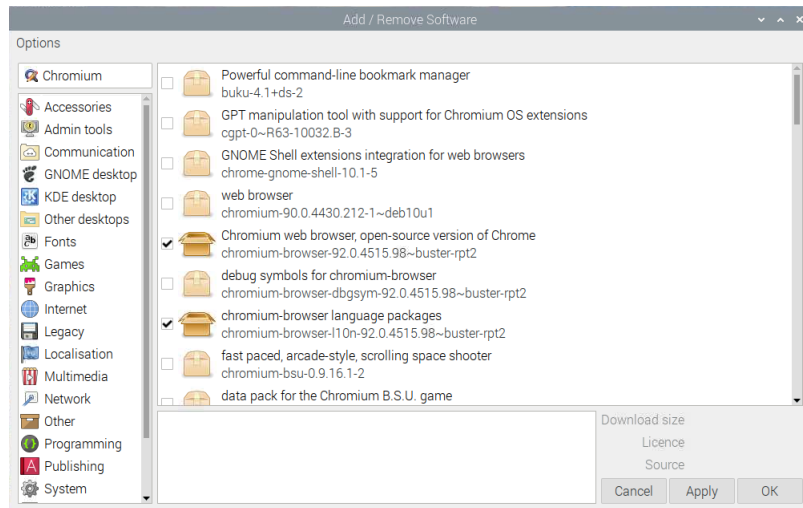 Add / Remove Software
Options
Chromium
Accessories
Admin tools
Communication
GNOME desktop
KDE desktop
Other desktops
Fonts
Games
Graphics
Internet
Legacy
Localisation
Multimedia
Network
Other
Programming
Publishing
System
Powerful command-line bookmark manager
buku-4.1+ds-2
GPT manipulation tool with support for Chromium OS extensions
cgpt-0~R63-10032.B-3
GNOME Shell extensions integration for web browsers
chrome-gnome-shell-10.1-5
web browser
chromium-90.0.4430.212-1~deb10u1
Chromium web browser, open-source version of Chrome
chromium-browser-92.0.4515.98~buster-rpt2
debug symbols for chromium-browser
chromium-browser-dbgsym-92.0.4515.98~buster-rpt2
chromium-browser language packages
chromium-browser-l10n-92.0.4515.98~buster-rpt2
fast paced, arcade-style, scrolling space shooter
chromium-bsu-0.9.16.1-2
data pack for the Chromium B.S.U. game
Download size
Licence
Source
Cancel
Apply
OK